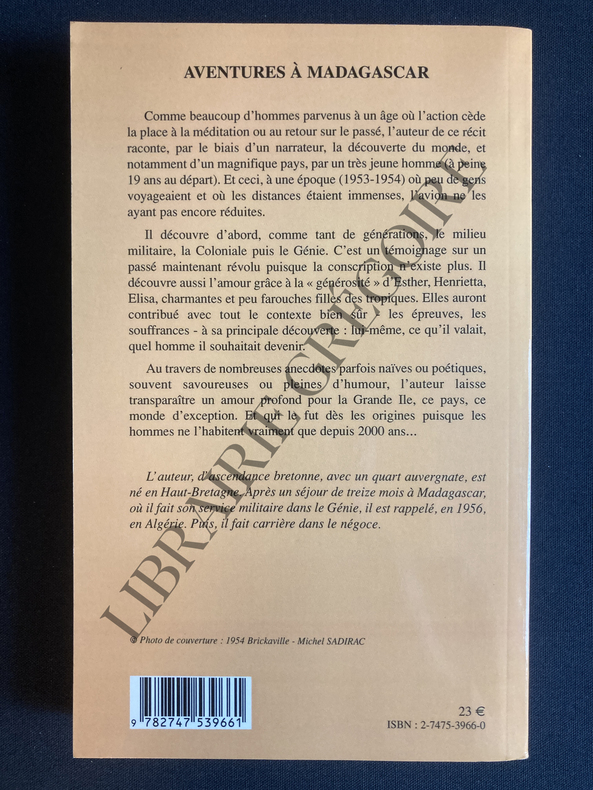 AVENTURES À MADAGASCAR
Comme beaucoup d'hommes parvenus à un âge où l'action cède
la place à la méditation ou au retour sur le passé, l'auteur de ce récit
raconte, par le biais d'un narrateur, la découverte du monde, et
notamment d'un magnifique pays, par un très jeune homme (à peine
19 ans au départ). Et ceci, à une époque (1953-1954) où peu de gens
voyageaient et où les distances étaient immenses, l'avion ne les
ayant pas encore réduites.
Il découvre d'abord, comme tant de générations, le milieu
militaire, la Coloniale puis le Génie. C'est un témoignage sur un
passé maintenant révolu puisque la conscription n'existe plus. Il
découvre aussi l'amour grâce à la « générosité » d'Esther, Henrietta,
Elisa, charmantes et peu farouches filles des tropiques. Elles auront
contribué avec tout le contexte bien sûr - les épreuves, les
souffrances - à sa principale découverte : lui-même, ce qu'il valait,
quel homme il souhaitait devenir.
Au travers de nombreuses anecdotes parfois naïves ou poétiques,
souvent savoureuses ou pleines d'humour, l'auteur laisse
transparaître un amour profond pour la Grande Ile, ce pays, ce
monde d'exception. Et qui le fut dès les origines puisque les
hommes ne l'habitent vraiment que depuis 2000 ans…
L'auteur, d'ascendance bretonne, avec un quart auvergnate, est
né en Haut-Bretagne. Après un séjour de treize mois à Madagascar,
où il fait son service militaire dans le Génie, il est rappelé, en 1956,
en Algérie. Puis, il fait carrière dans le négoce.
© Photo de couverture : 1954 Brickaville - Michel SADIRAC
9 782747 539661
23 €
ISBN : 2-7475-3966-0
LIBRAIRIE GREGOIRE